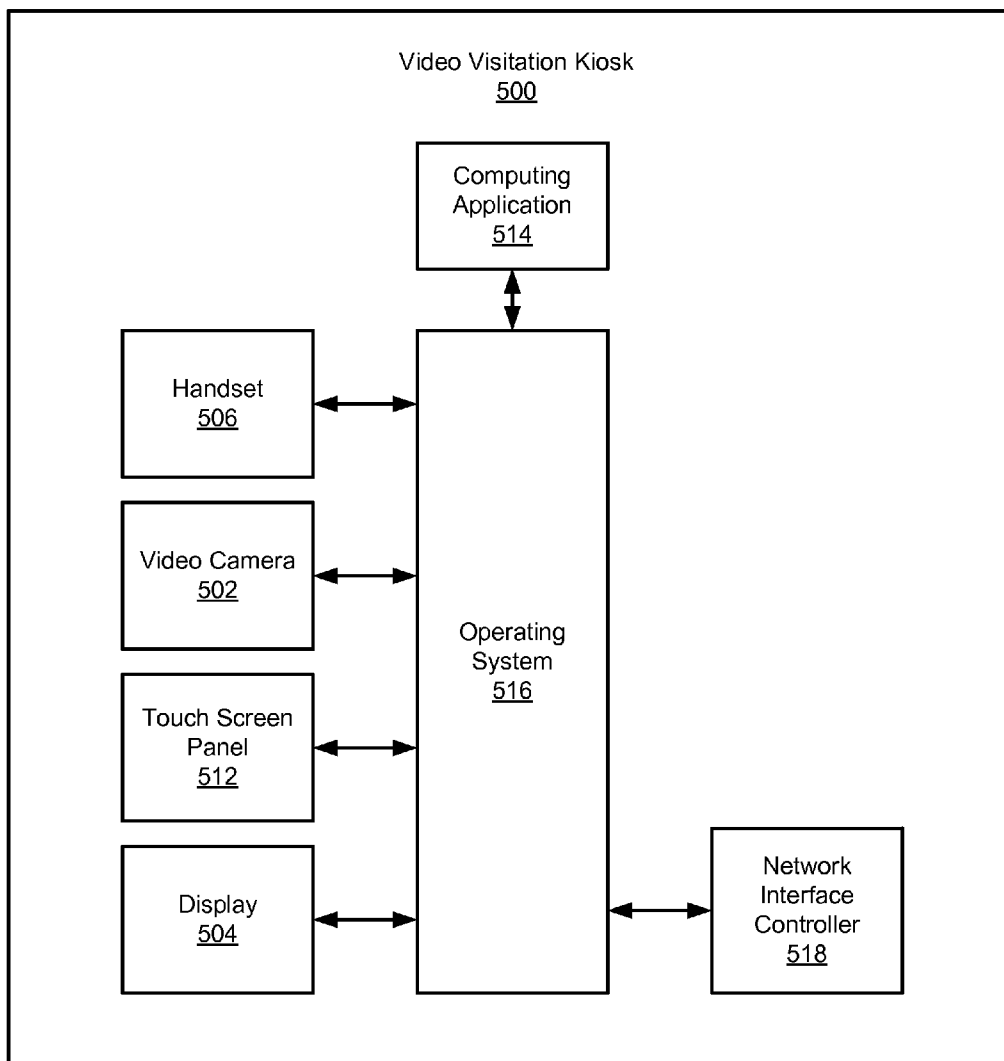 Video Visitation Kiosk
500
Computing
Application
514
Handset
506
Video Camera
502
Touch Screen
Panel
512
Display
504
Operating
System
516
Network
Interface
Controller
518